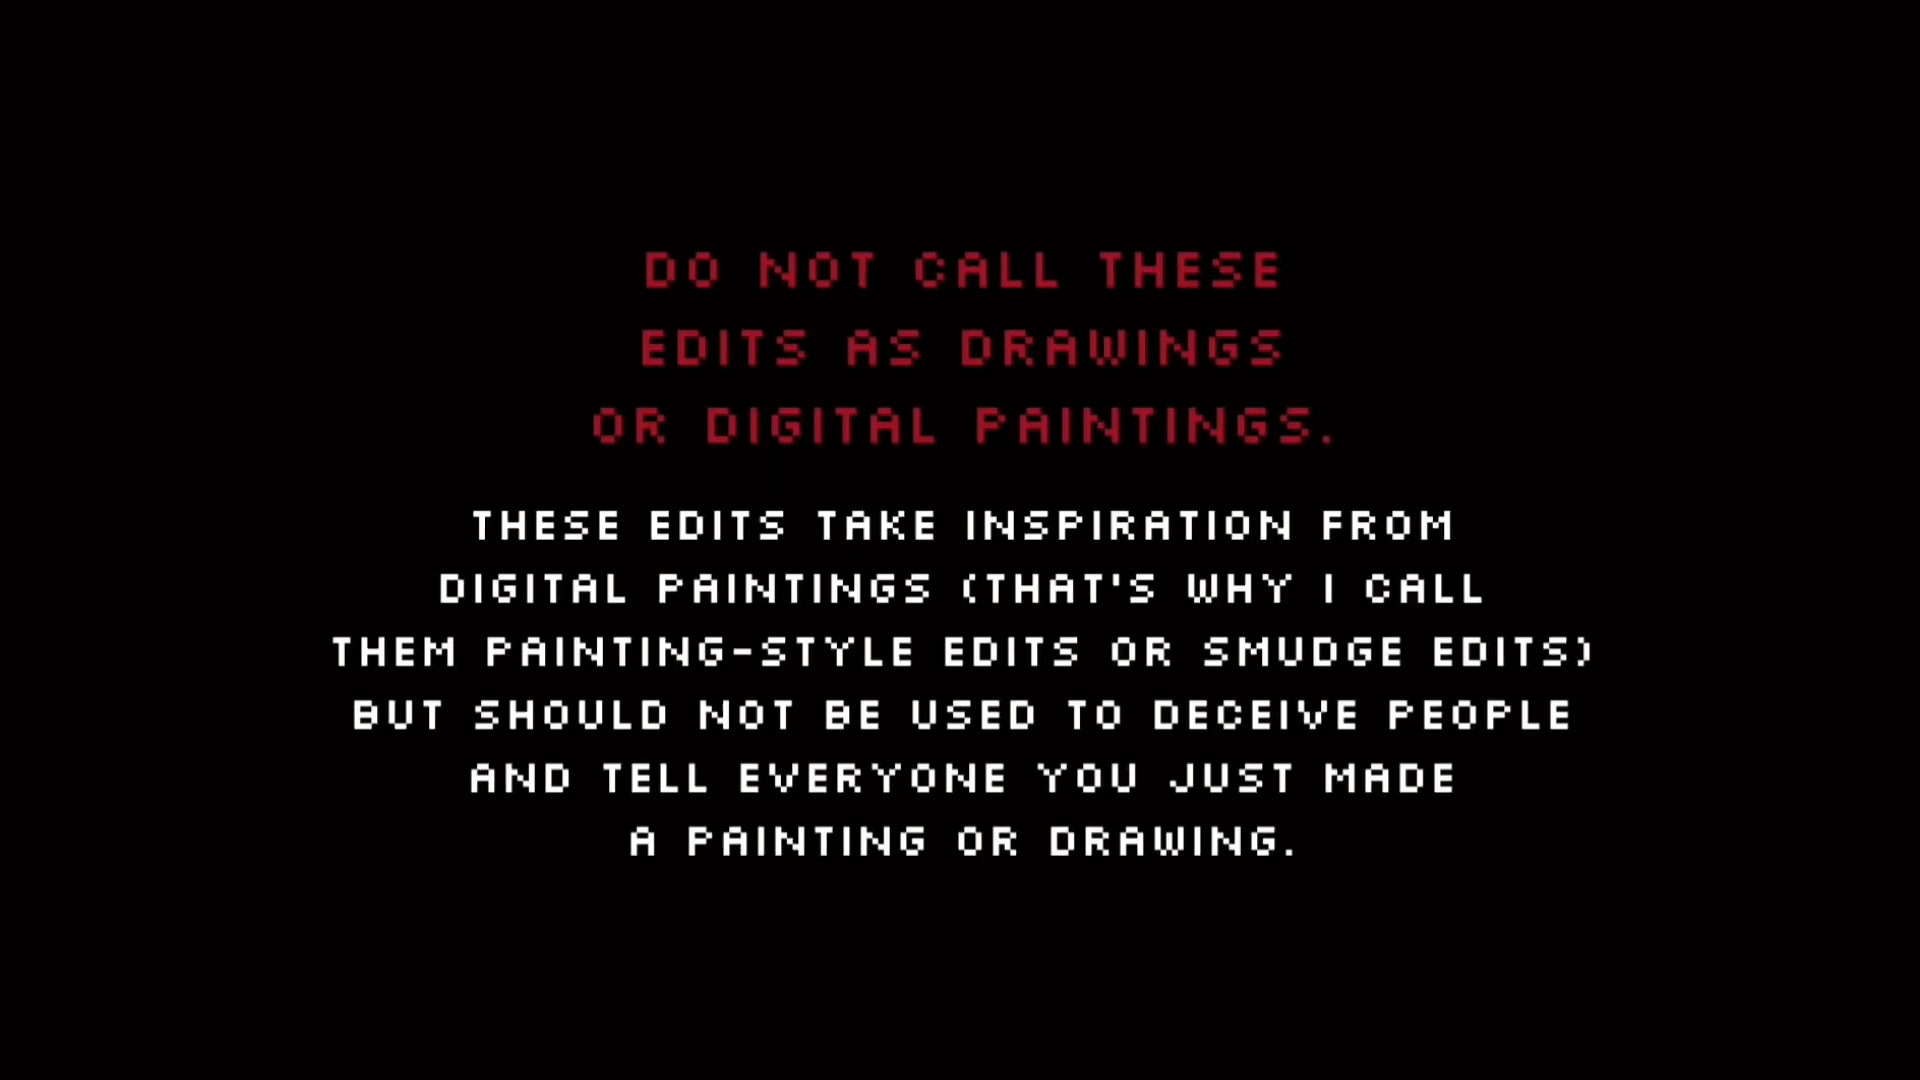 DO NOT CALL THESE
EDITS AS DRAWINGS
OR DIGITAL PAINTINGS.
THESE EDITS TAKE INSPIRATION FROM
DIGITAL PAINTINGS (THAT'S WHY I CALL
THEM PAINTING-STYLE EDITS OR SMUDGE EDITS)
BUT SHOULD NOT BE USED TO DECEIVE PEOPLE
AND TELL EVERYONE YOU JUST MADE
A PAINTING OR DRAWING.